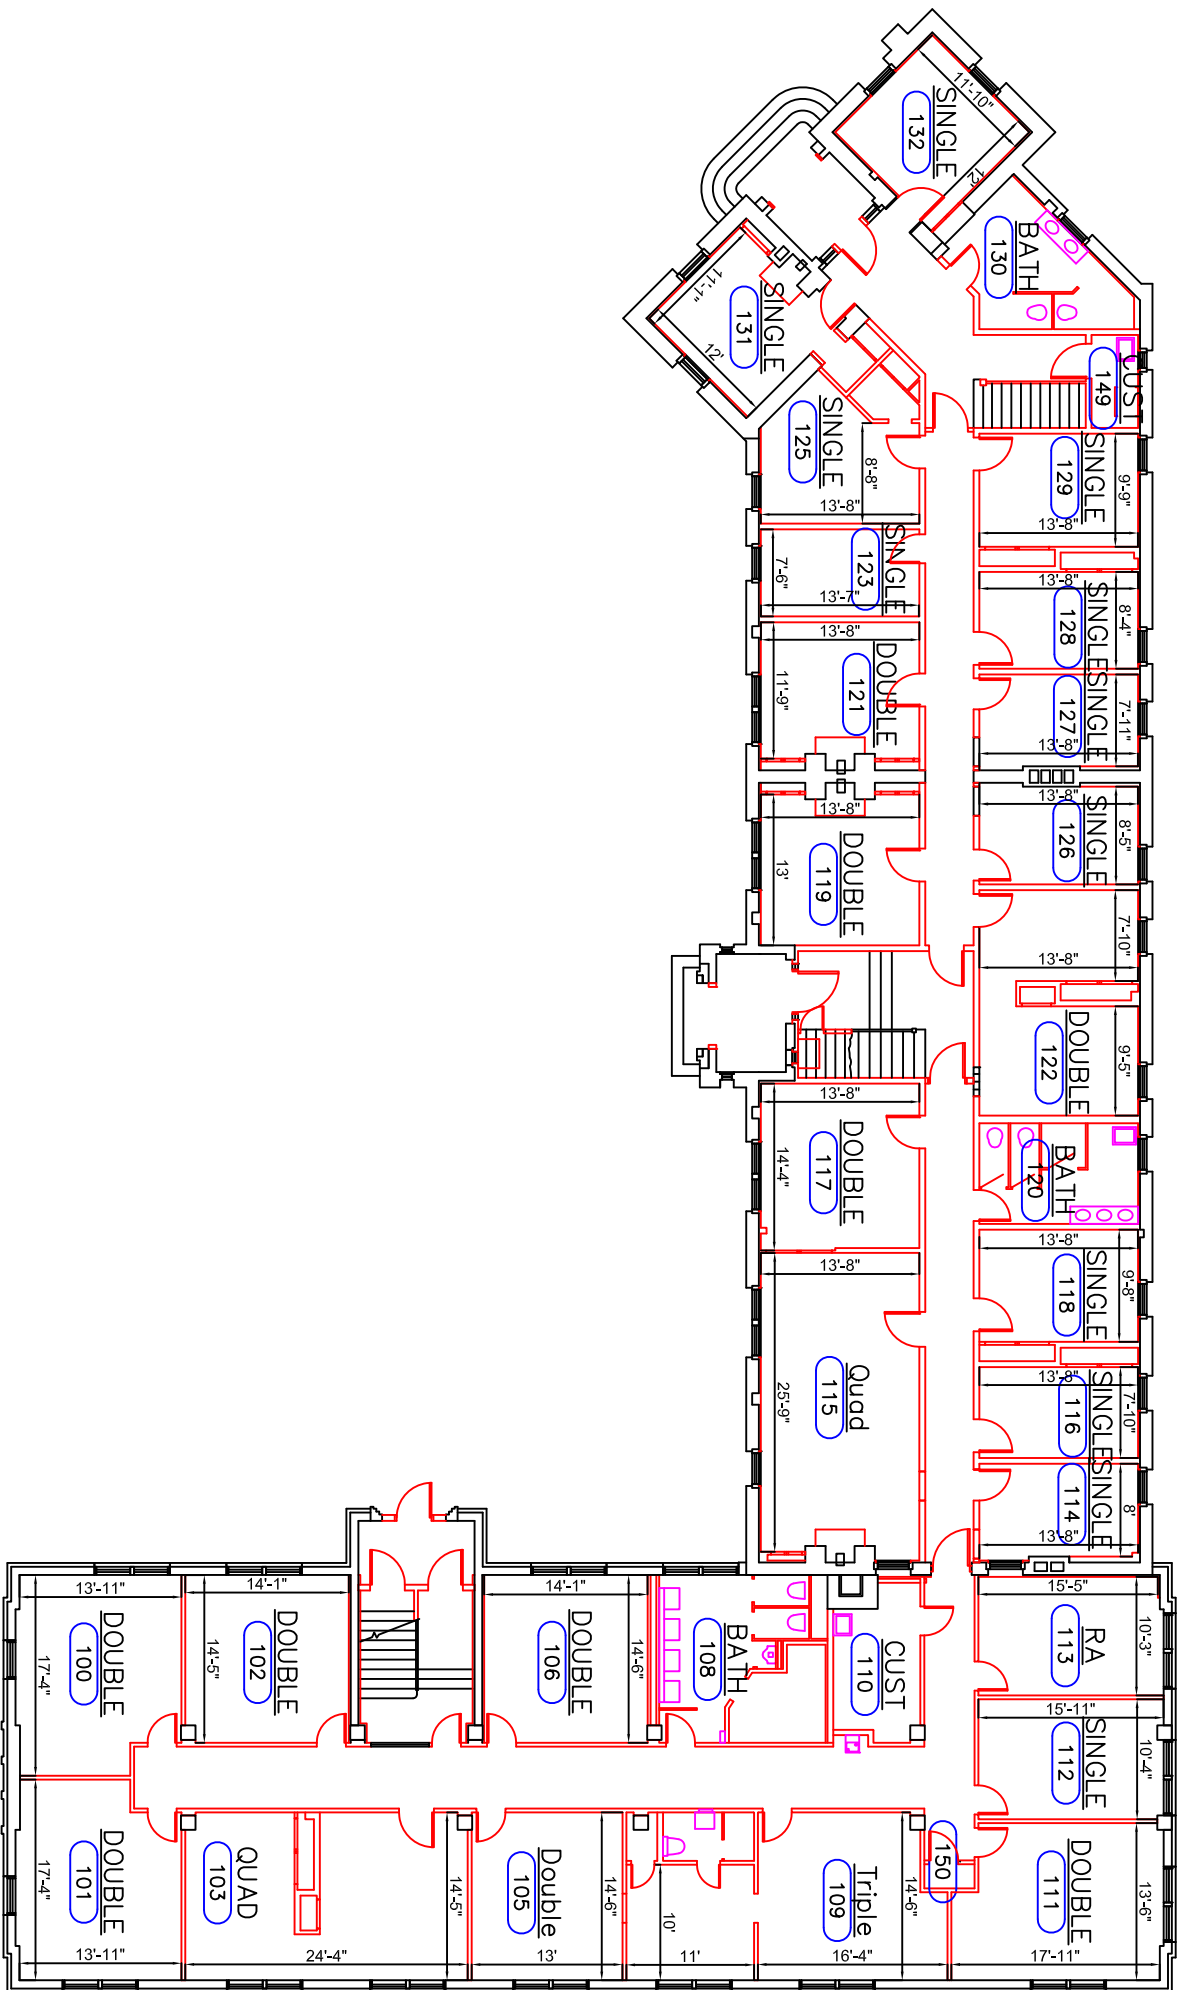 SINGLE
132
11'-10"
12'
BATH
130
SINGLE
131
11'-1"
12'
CUST
149
SINGLE
125
8'-8"
13'-8"
SINGLE
129
9'-9"
13'-8"
SINGLE
123
7'-6"
13'-7"
SINGLE
128
13'-8"
8'-4"
DOUBLE
121
13'-8"
11'-9"
SINGLE
127
7'-11"
13'-8"
DOUBLE
119
13'-8"
13'
SINGLE
126
13'-8"
8'-5"
DOUBLE
122
7'-10"
13'-8"
9'-5"
DOUBLE
117
13'-8"
14'-4"
BATH
120
SINGLE
118
13'-8"
9'-8"
Quad
115
13'-8"
25'-9"
SINGLE
116
13'-8"
7'-10"
SINGLE
114
8'
13'-8"
DOUBLE
100
13'-11"
17'-4"
DOUBLE
102
14'-1"
14'-5"
DOUBLE
106
14'-1"
14'-6"
BATH
108
CUST
110
RA
113
15'-5"
10'-3"
SINGLE
112
15'-11"
10'-4"
DOUBLE
101
17'-4"
13'-11"
QUAD
103
14'-5"
24'-4"
Double
105
14'-6"
13'
10'
11'
Triple
109
14'-6"
16'-4"
150
DOUBLE
111
13'-6"
17'-11"